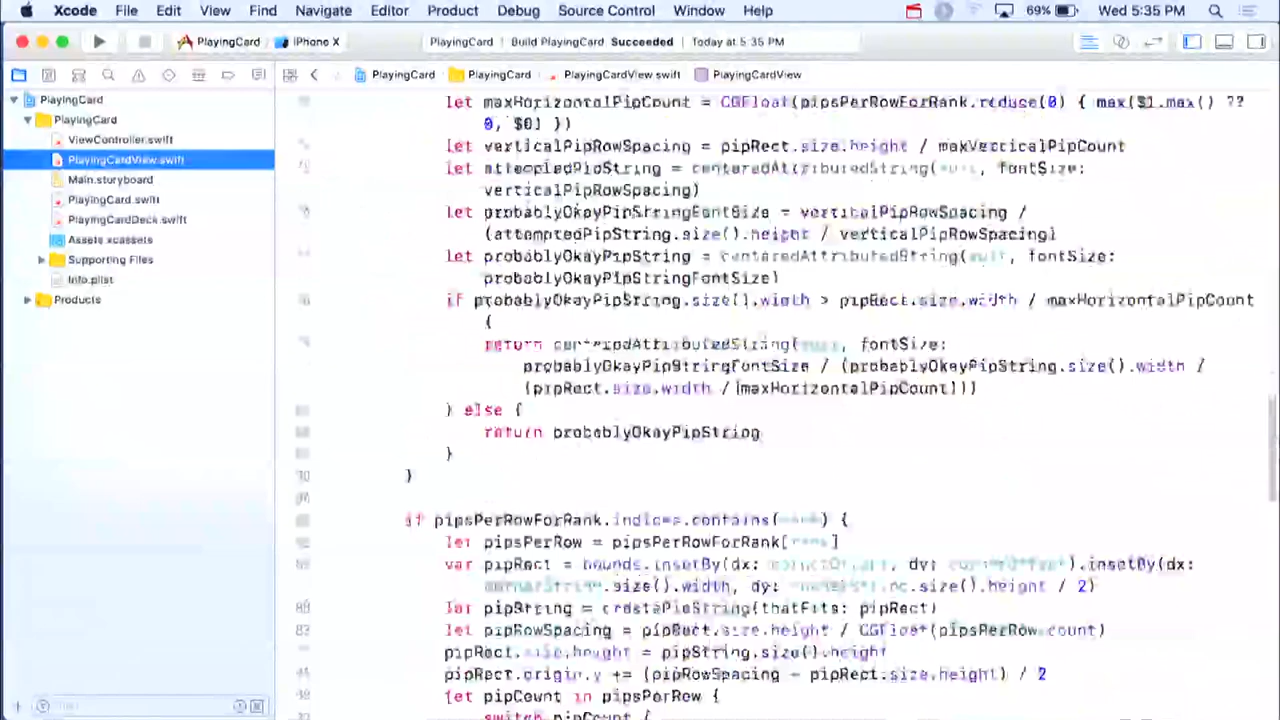 Xcode File Edit View Find Navigate Editor Product Debug Source Control Window Help 69% Wed 5:35 PM
PlayingCard iPhone X PlayingCard Build PlayingCard Succeeded Today at 5:35 PM
PlayingCard PlayingCard PlayingCardView.swift PlayingCardView
PlayingCard
PlayingCard
ViewController.swift
PlayingCardView.swift
Main.storyboard
PlayingCard.swift
PlayingCardDeck.swift
Assets.xcassets
Supporting Files
Info.plist
Products
let maxHorizontalPipCount = CGFloat(pipsPerRowForRank.reduce(0) { max($1.max() ??
0, $0) })
let verticalPipRowSpacing = pipRect.size.height / maxVerticalPipCount
let attemptedPipString = centeredAttributedString( , fontSize:
verticalPipRowSpacing)
let probablyOkayPipStringFontSize = verticalPipRowSpacing /
(attemptedPipString.size().height / verticalPipRowSpacing)
let probablyOkayPipString = centeredAttributedString( , fontSize:
probablyOkayPipStringFontSize)
if probablyOkayPipString.size().width > pipRect.size.width / maxHorizontalPipCount
{
return centeredAttributedString( , fontSize:
probablyOkayPipStringFontSize / (probablyOkayPipString.size().width /
(pipRect.size.width / maxHorizontalPipCount)))
} else {
return probablyOkayPipString
}
}
if pipsPerRowForRank.indices.contains( ) {
let pipsPerRow = pipsPerRowForRank[ ]
var pipRect = bounds.insetBy(dx: , dy: ).insetBy(dx:
.size().width, dy: .size().height / 2)
let pipString = createPipString(thatFits: pipRect)
let pipRowSpacing = pipRect.size.height / CGFloat(pipsPerRow.count)
pipRect.size.height = pipString.size().height
pipRect.origin.y += (pipRowSpacing - pipRect.size.height) / 2
for pipCount in pipsPerRow {
switch pipCount {